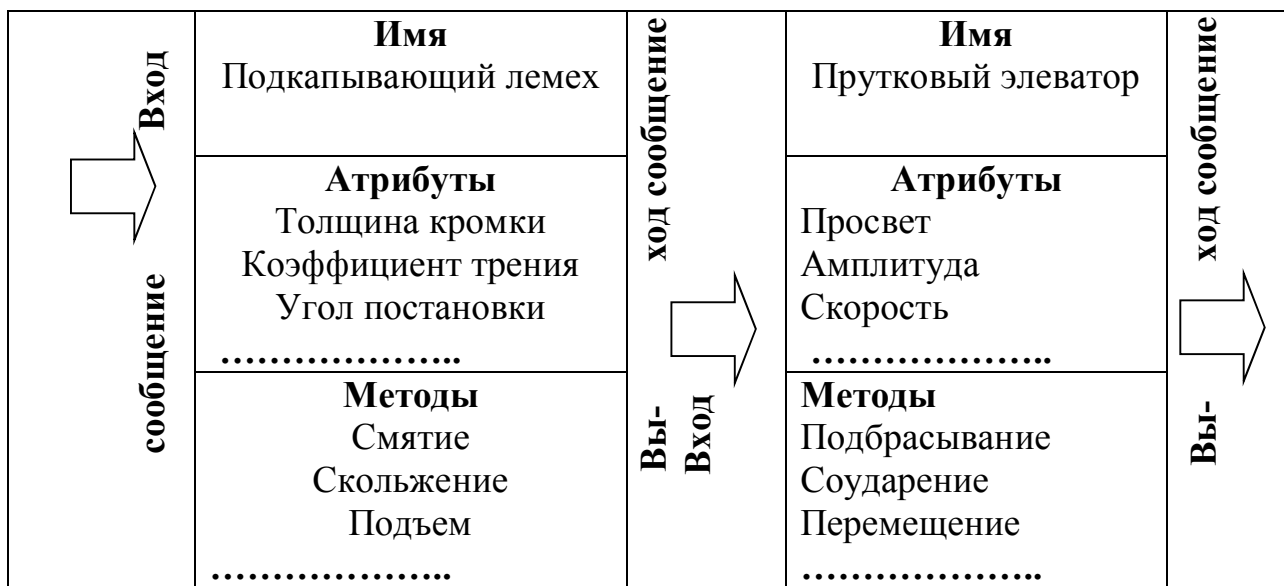 Вход
сообщение
Имя
Подкапывающий лемех
Атрибуты
Толщина кромки
Коэффициент трения
Угол постановки
…………………..
Методы
Смятие
Скольжение
Подъем
…………………..
Вы-
ход сообщение
Вход
Имя
Прутковый элеватор
Атрибуты
Просвет
Амплитуда
Скорость
…………………..
Методы
Подбрасывание
Соударение
Перемещение
…………………..
Вы-
ход сообщение